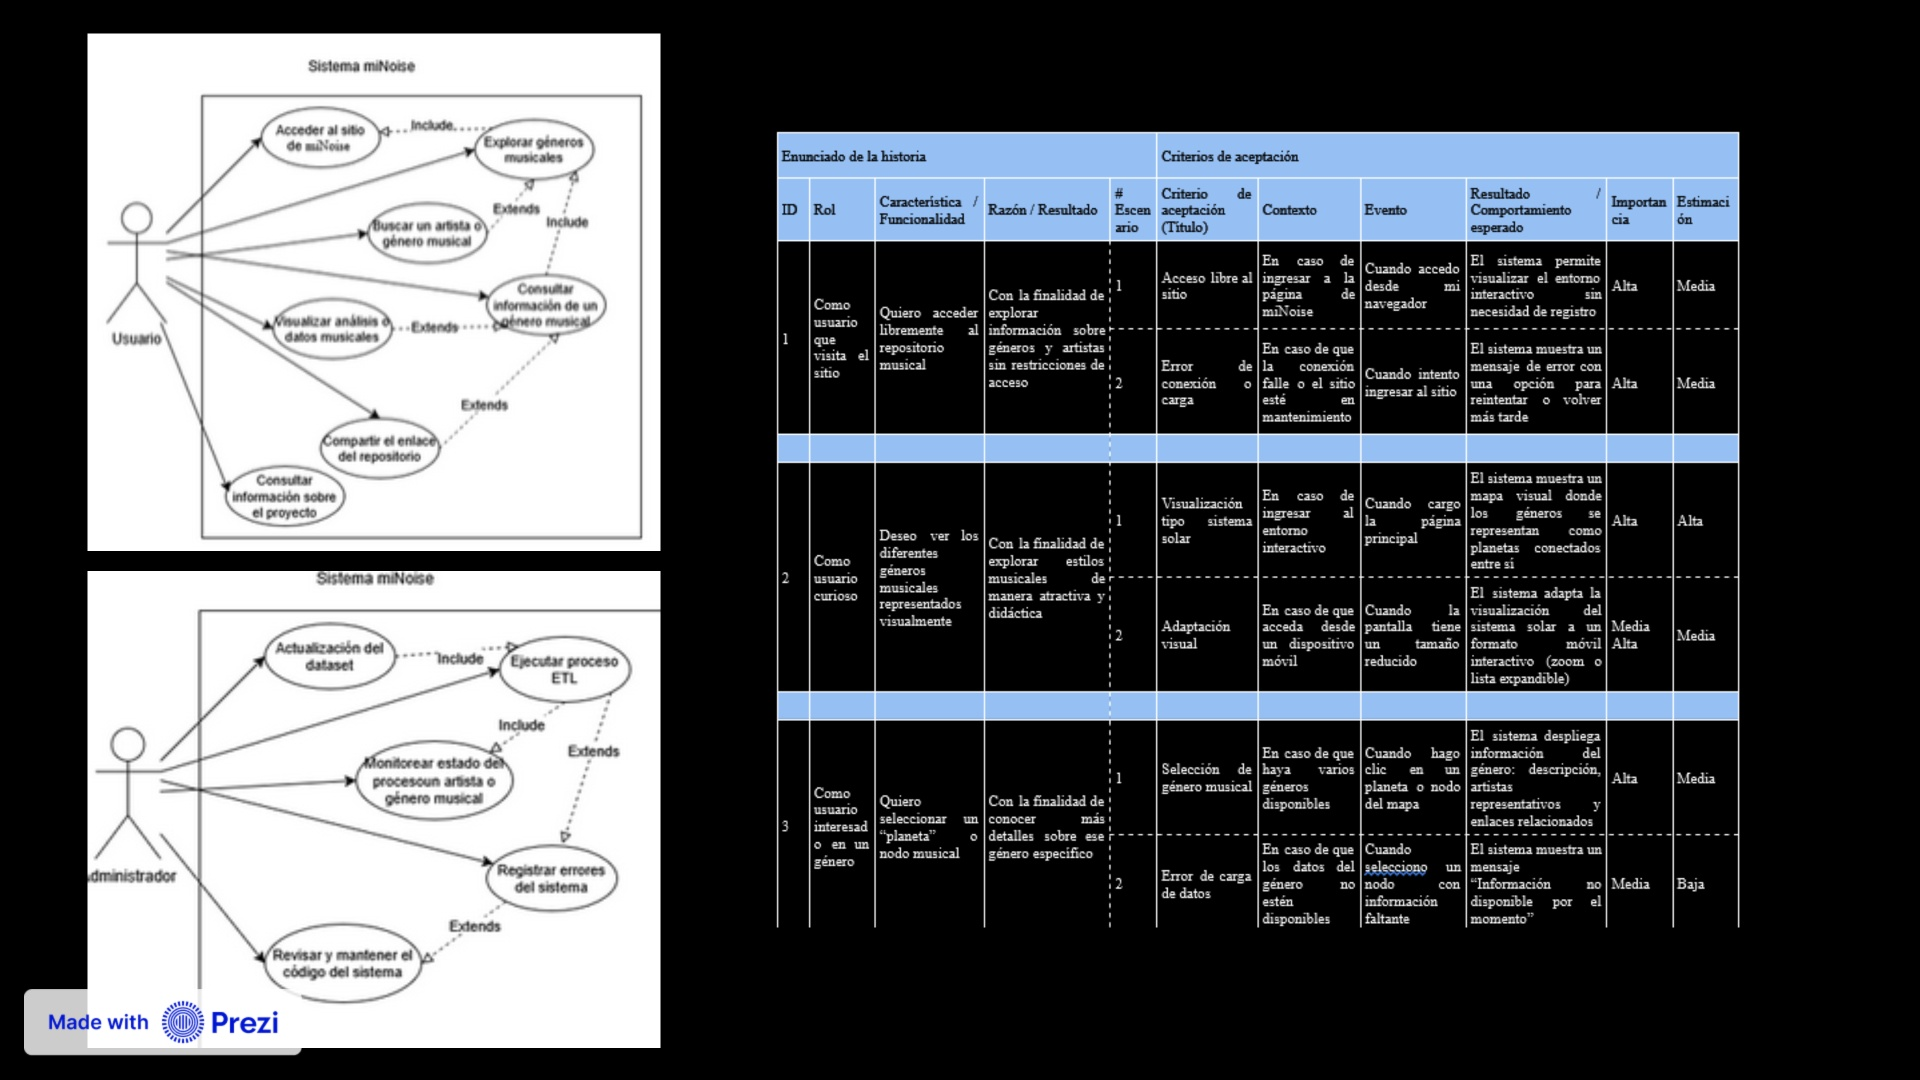 Sistema miNoise
Acceder al sitio
de miNoise
Include
Explorar géneros
musicales
Extends
Include
Buscar un artista o
género musical
Consultar
información de un
género musical
Visualizar análisis o
datos musicales
Extends
Usuario
Extends
Compartir el enlace
del repositorio
Consultar
información sobre
el proyecto
Sistema miNoise
Actualización del
dataset
Include
Ejecutar proceso
ETL
Include
Extends
Monitorear estado del
procesoun artista o
género musical
Registrar errores
del sistema
dministrador
Extends
Revisar y mantener el
código del sistema
Made with Prezi
Enunciado de la historia
Criterios de aceptación
ID
Rol
Característica /
Funcionalidad
Razón / Resultado
#
Escen
ario
Criterio de
aceptación
(Título)
Contexto
Evento
Resultado /
Comportamiento
esperado
Importan
cia
Estimaci
ón
1
Como
usuario
que
visita el
sitio
Quiero acceder
libremente al
repositorio
musical
Con la finalidad de
explorar
información sobre
géneros y artistas
sin restricciones de
acceso
1
Acceso libre al
sitio
En caso de
ingresar a la
página de
miNoise
Cuando accedo
desde mi
navegador
El sistema permite
visualizar el entorno
interactivo sin
necesidad de registro
Alta
Media
2
Error de
conexión o
carga
En caso de que
la conexión
falle o el sitio
esté en
mantenimiento
Cuando intento
ingresar al sitio
El sistema muestra un
mensaje de error con
una opción para
reintentar o volver
más tarde
Alta
Media
2
Como
usuario
curioso
Deseo ver los
diferentes
géneros
musicales
representados
visualmente
Con la finalidad de
explorar estilos
musicales de
manera atractiva y
didáctica
1
Visualización
tipo sistema
solar
En caso de
ingresar al
entorno
interactivo
Cuando cargo
la página
principal
El sistema muestra un
mapa visual donde
los géneros se
representan como
planetas conectados
entre si
Alta
Alta
2
Adaptación
visual
En caso de que
acceda desde
un dispositivo
móvil
Cuando la
pantalla tiene
un tamaño
reducido
El sistema adapta la
visualización del
sistema solar a un
formato móvil
interactivo (zoom o
lista expandible)
Media
Alta
Media
3
Como
usuario
interesad
o en un
género
Quiero
seleccionar un
“planeta” o
nodo musical
Con la finalidad de
conocer más
detalles sobre ese
género específico
1
Selección de
género musical
En caso de que
haya varios
géneros
disponibles
Cuando hago
clic en un
planeta o nodo
del mapa
El sistema despliega
información del
género: descripción,
artistas
representativos y
enlaces relacionados
Alta
Media
2
Error de carga
de datos
En caso de que
los datos del
género no
estén
disponibles
Cuando
selecciono un
nodo con
información
faltante
El sistema muestra un
mensaje
“Información no
disponible por el
momento”
Media
Baja